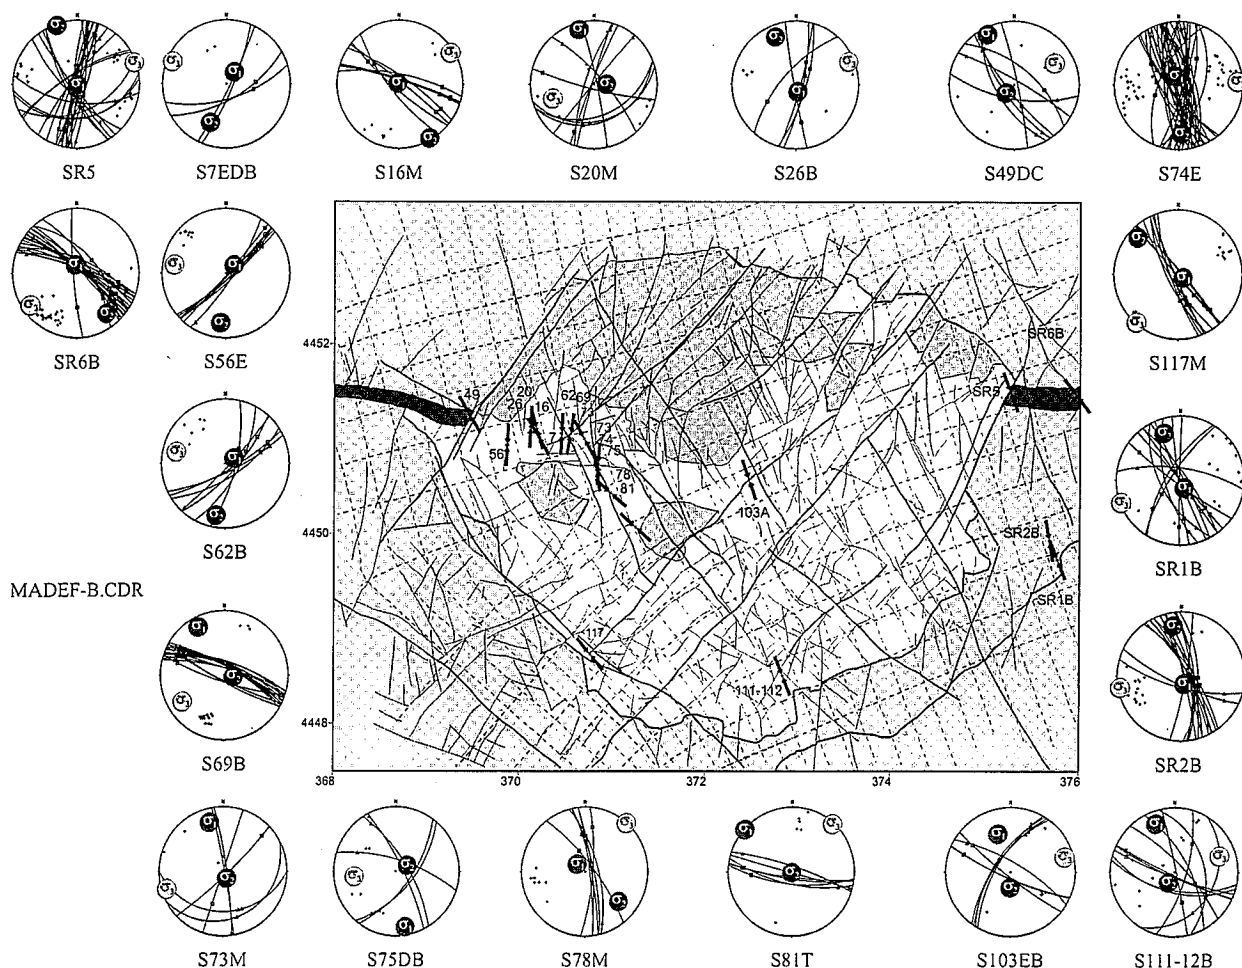 SR5
S7EDB
S16M
S20M
S26B
S49DC
S74E
SR6B
S56E
S117M
S62B
SR1B
MADEF-B.CDR
S69B
SR2B
S73M
S75DB
S78M
S81T
S103EB
S111-12B
4452
4450
4448
368
370
372
374
376
SR6B
SR5
49
20
26
16
62
69
73
74
75
56
78
81
103A
SR2B
SR1B
117
111-112